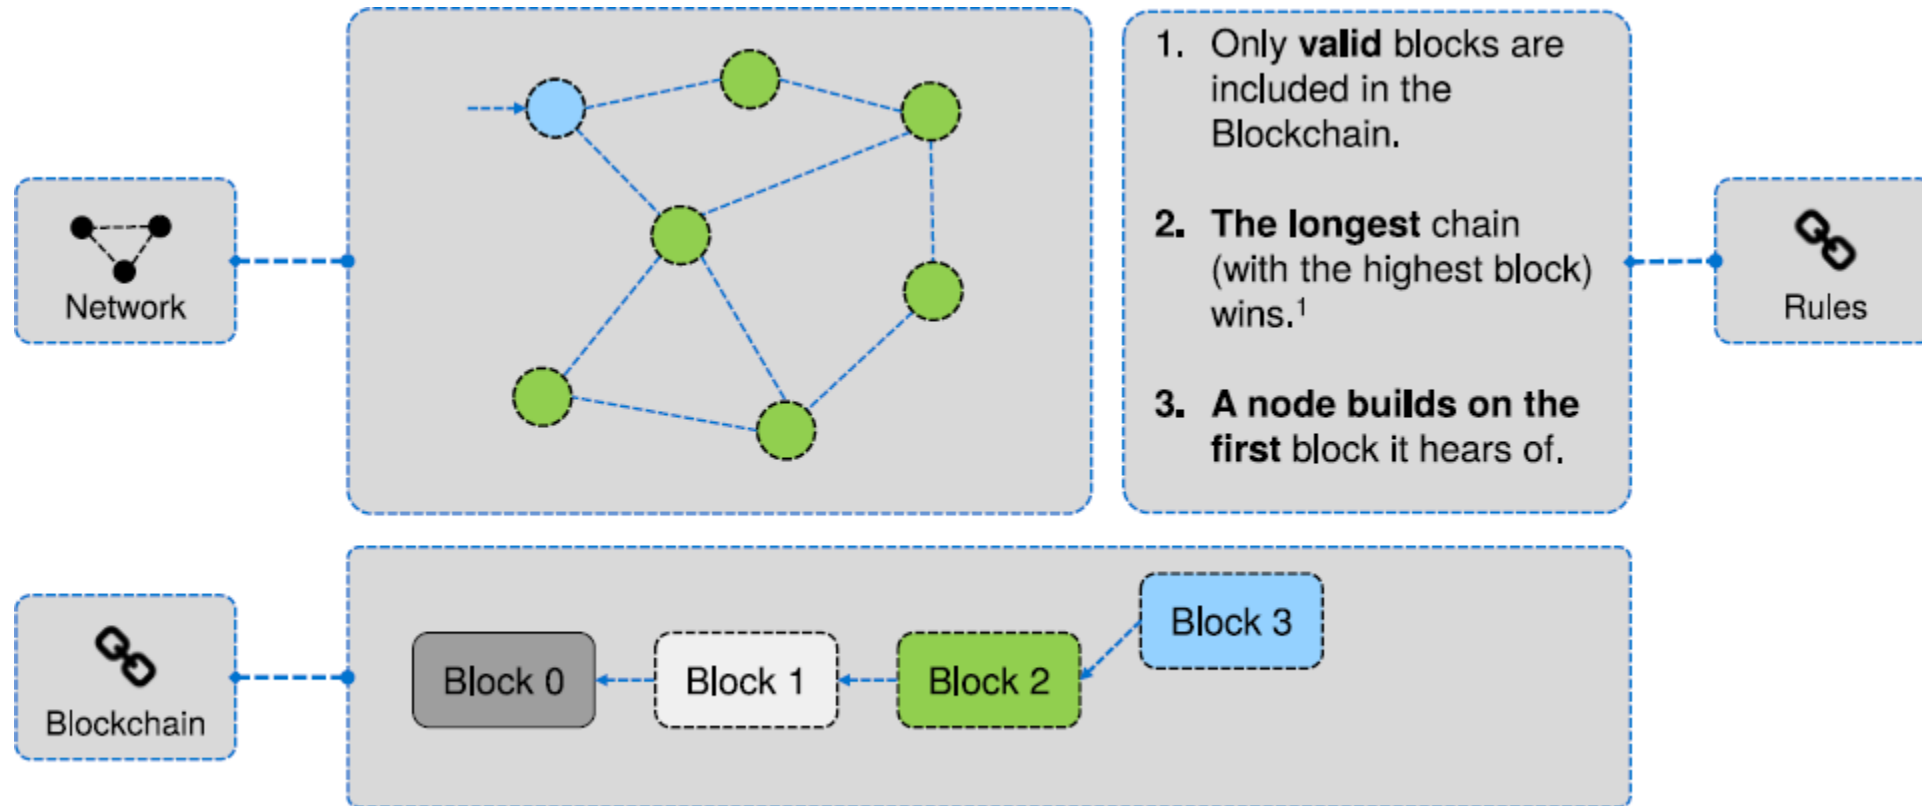 Network
1. Only valid blocks are
included in the
Blockchain.
2. The longest chain
(with the highest block)
wins.¹
3. A node builds on the
first block it hears of.
Rules
Blockchain
Block 0
Block 1
Block 2
Block 3